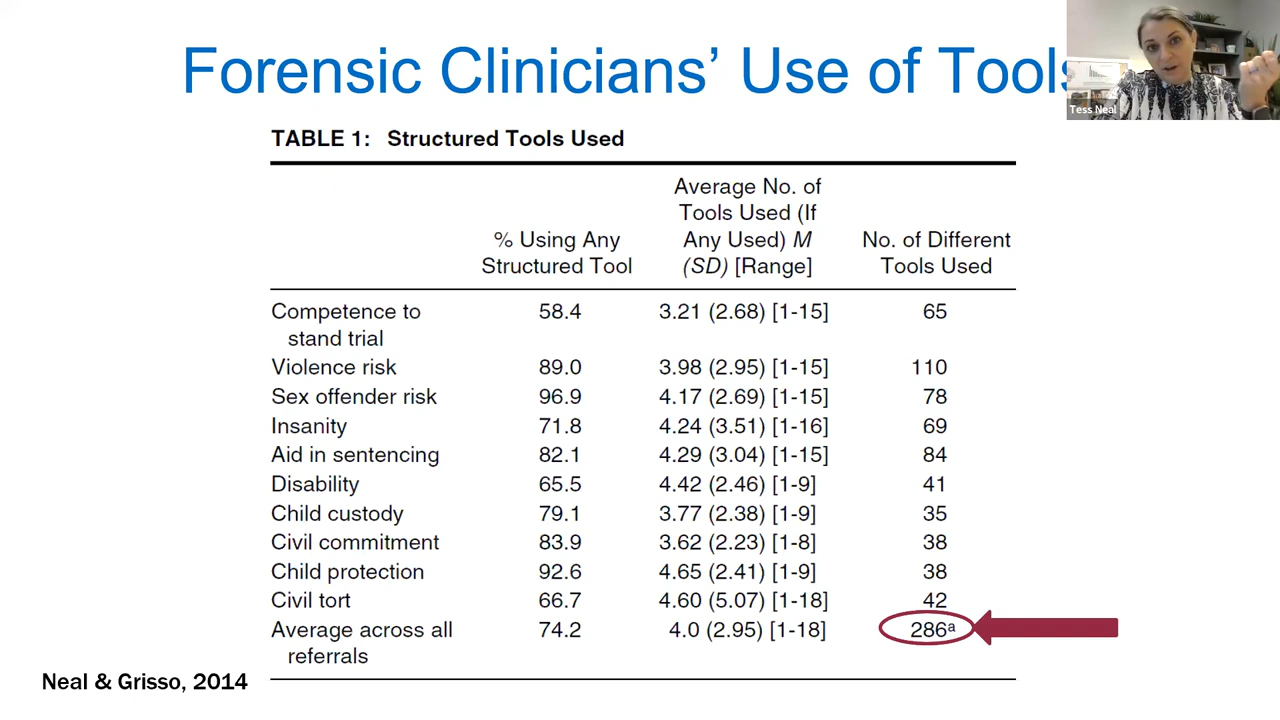 Forensic Clinicians' Use of Tools
Tess Neal
TABLE 1: Structured Tools Used
Average No. of
Tools Used (If
% Using Any Any Used) M No. of Different
Structured Tool (SD) [Range] Tools Used
Competence to 58.4 3.21 (2.68) [1-15] 65
stand trial
Violence risk 89.0 3.98 (2.95) [1-15] 110
Sex offender risk 96.9 4.17 (2.69) [1-15] 78
Insanity 71.8 4.24 (3.51) [1-16] 69
Aid in sentencing 82.1 4.29 (3.04) [1-15] 84
Disability 65.5 4.42 (2.46) [1-9] 41
Child custody 79.1 3.77 (2.38) [1-9] 35
Civil commitment 83.9 3.62 (2.23) [1-8] 38
Child protection 92.6 4.65 (2.41) [1-9] 38
Civil tort 66.7 4.60 (5.07) [1-18] 42
Average across all 74.2 4.0 (2.95) [1-18] 286ᵃ
referrals
Neal & Grisso, 2014